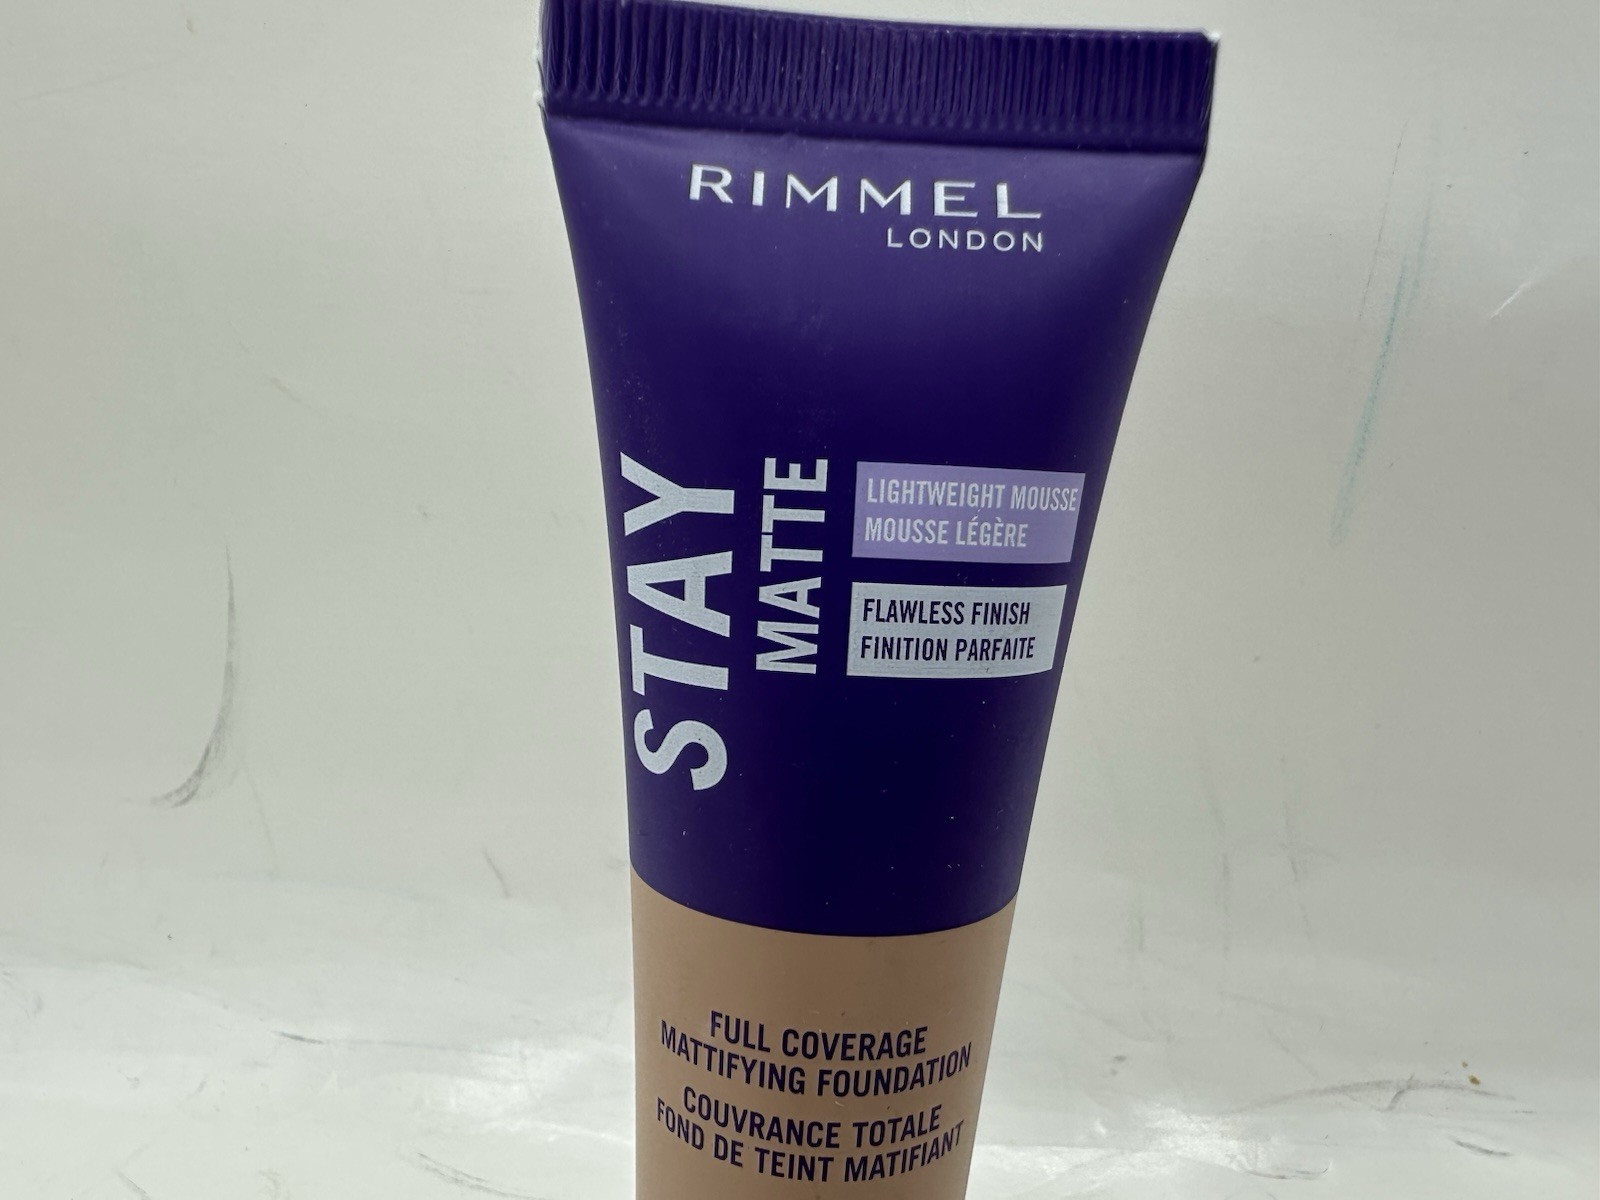 RIMMEL
LONDON
STAY
MATTE
LIGHTWEIGHT MOUSSE
MOUSSE LÉGÈRE
FLAWLESS FINISH
FINITION PARFAITE
FULL COVERAGE
MATTIFYING FOUNDATION
COUVRANCE TOTALE
FOND DE TEINT MATIFIANT